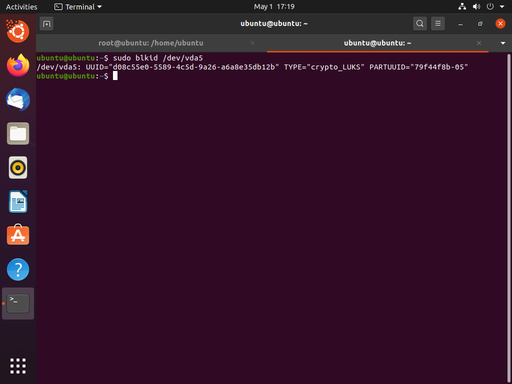 Activities
Terminal
May 1 17:19
ubuntu@ubuntu: ~
root@ubuntu: /home/ubuntu
ubuntu@ubuntu: ~
ubuntu@ubuntu:~$ sudo blkid /dev/vda5
/dev/vda5: UUID="d08c55e0-5589-4c5d-9a26-a6a8e35db12b" TYPE="crypto_LUKS" PARTUUID="79f44f8b-05"
ubuntu@ubuntu:~$